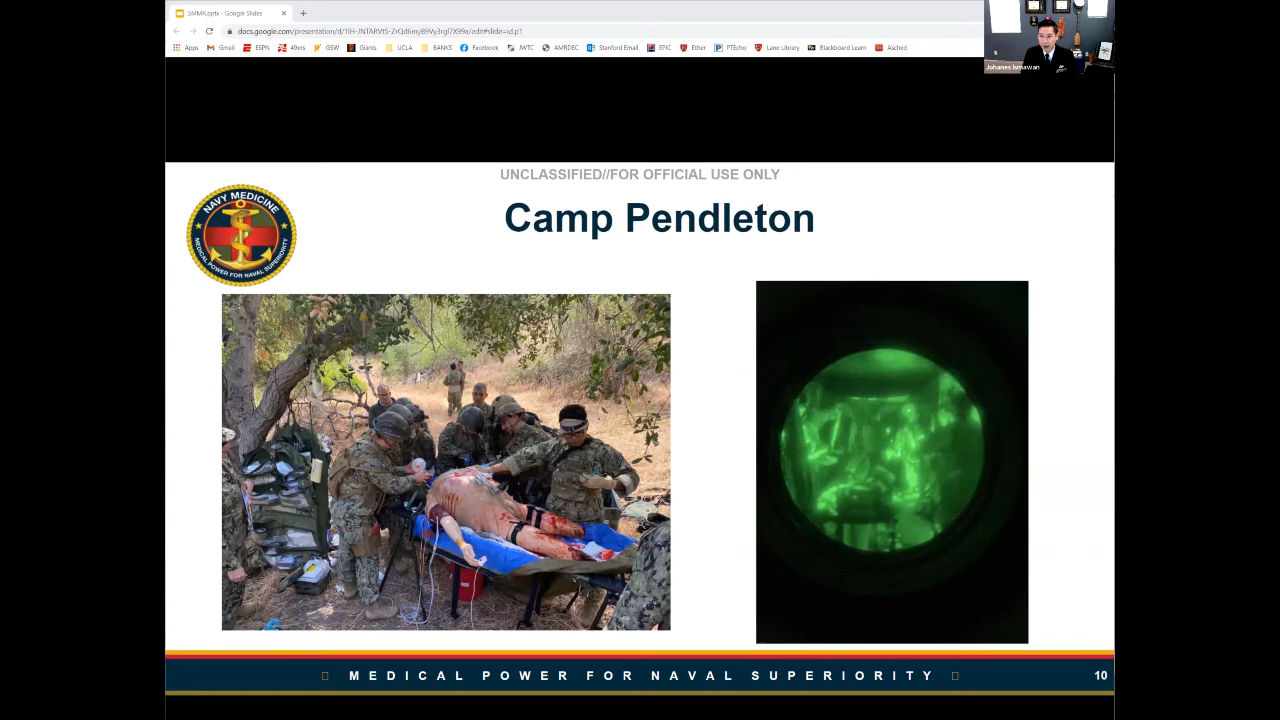 SMMR.pptx - Google Slides
Johanes Ismawan
Apps
Gmail
ESPN
49ers
GSW
Giants
UCLA
BANKS
Facebook
JWTC
AMRDEC
Stanford Email
EPIC
Ether
PTEcho
Lane Library
Blackboard Learn
Asched
UNCLASSIFIED//FOR OFFICIAL USE ONLY
NAVY MEDICINE
MEDICAL POWER FOR NAVAL SUPERIORITY
Camp Pendleton
MEDICAL POWER FOR NAVAL SUPERIORITY
10